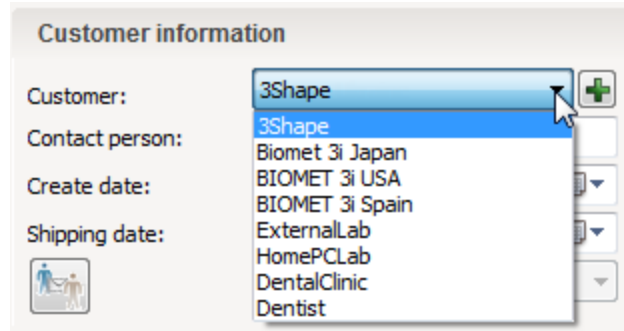 Customer information
Customer: 3Shape
3Shape
Contact person:
Biomet 3i Japan
BIOMET 3i USA
Create date:
BIOMET 3i Spain
ExternalLab
Shipping date:
HomePCLab
DentalClinic
Dentist